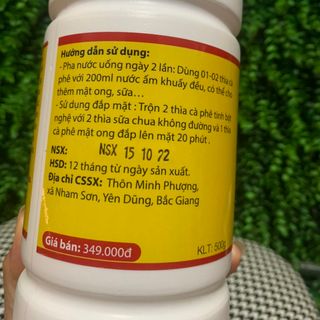 Hướng dẫn sử dụng:
- Pha nước uống ngày 2 lần: Dùng 01-02 thìa cà
phê với 200ml nước ấm khuấy đều, có thể cho
thêm mật ong, sữa…
- Sử dụng đắp mặt : Trộn 2 thìa cà phê tinh bột
nghệ với 2 thìa sữa chua không đường và 1 thìa
cà phê mật ong đắp lên mặt 20 phút .
NSX: NSX 15 10 22
HSD: 12 tháng từ ngày sản xuất.
Địa chỉ CSSX: Thôn Minh Phượng,
xã Nham Sơn, Yên Dũng, Bắc Giang
Giá bán: 349.000đ
KLT: 500g